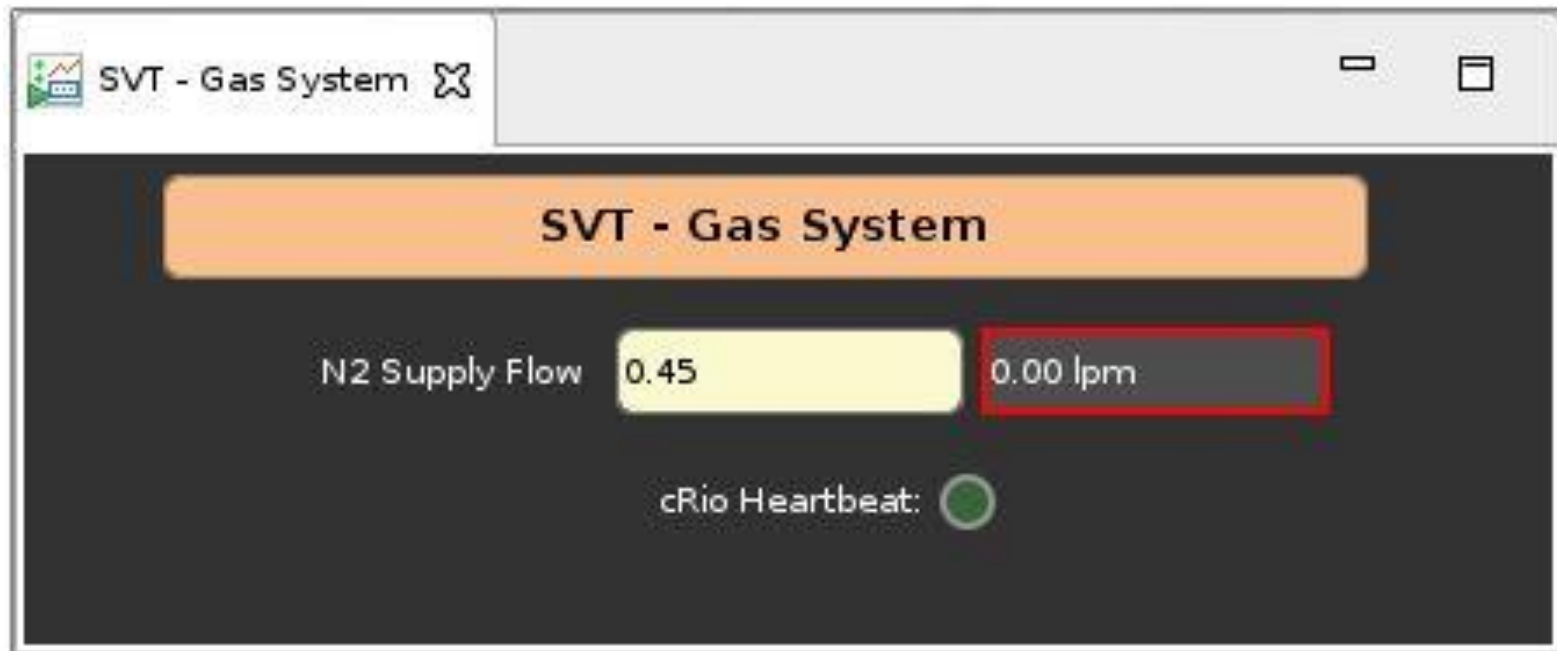 SVT - Gas System
SVT - Gas System
N2 Supply Flow 0.45 0.00 lpm
cRio Heartbeat: